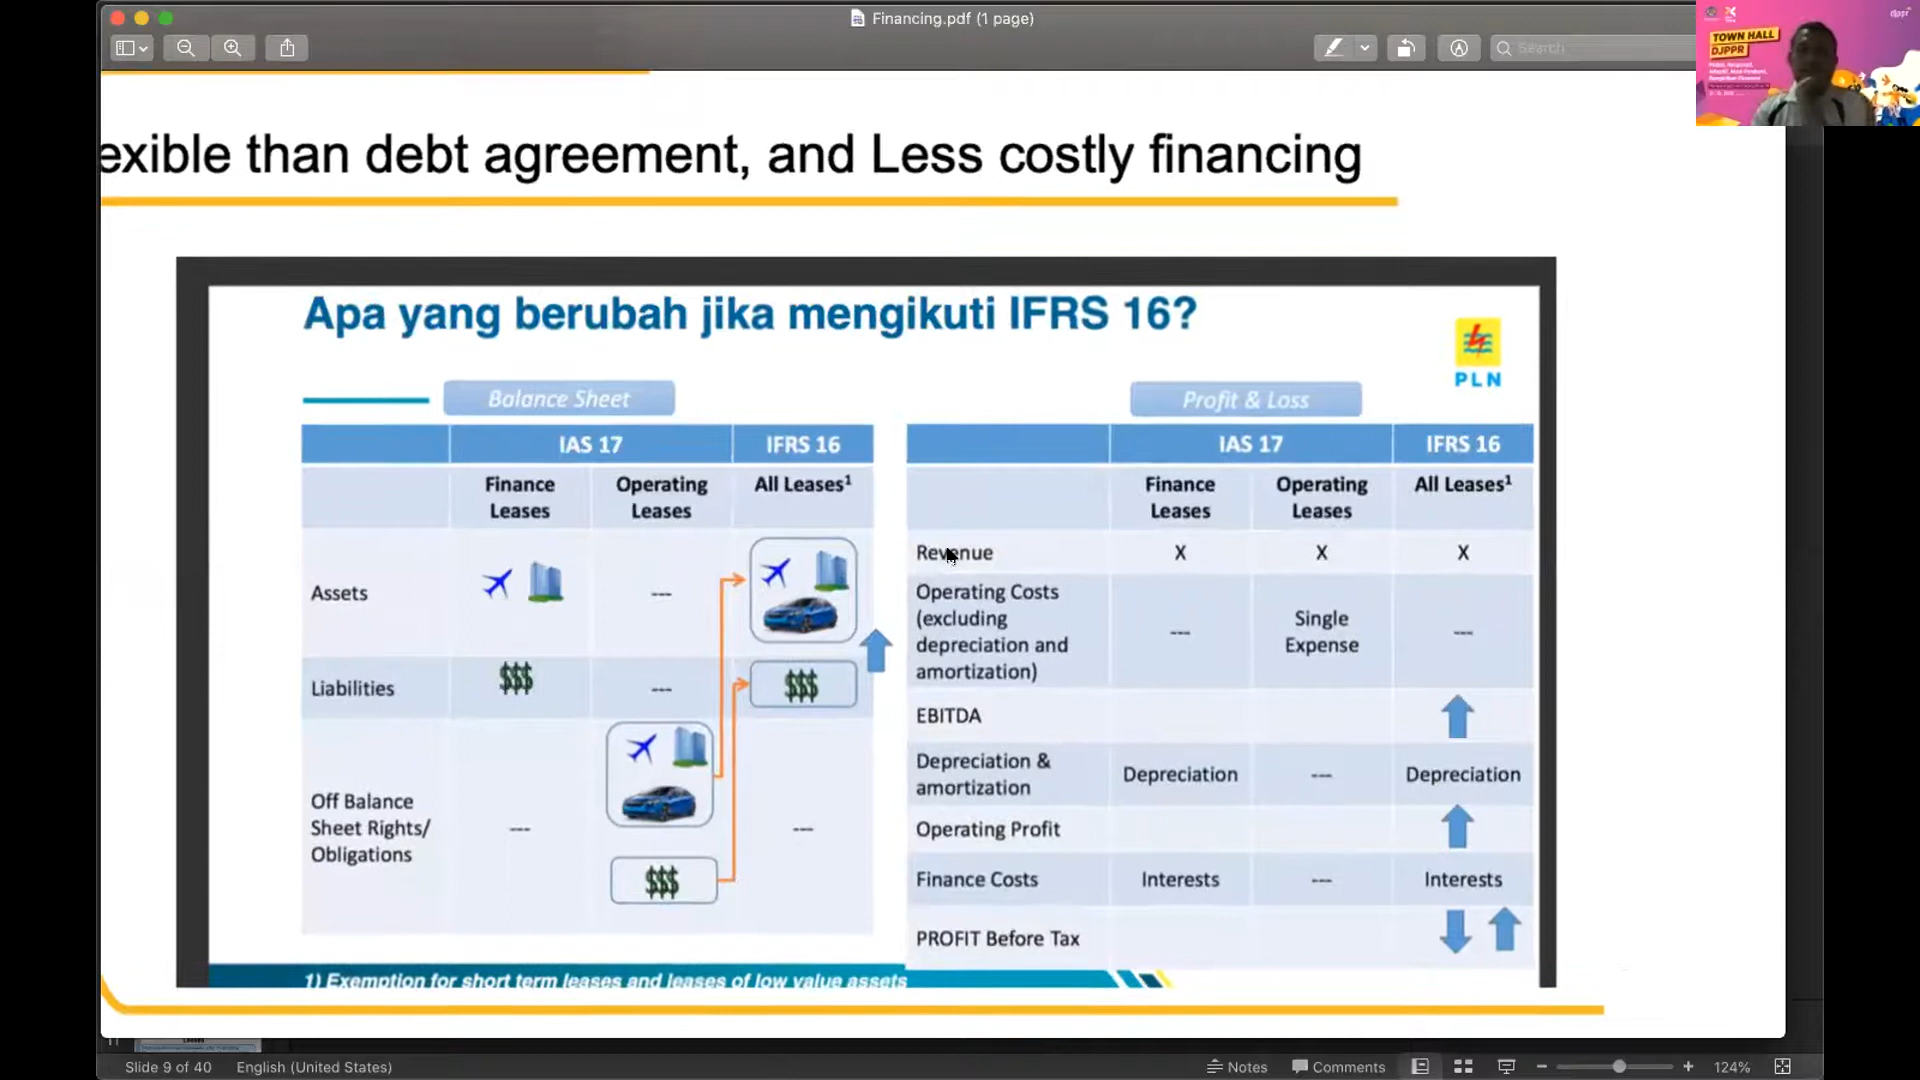 Financing.pdf (1 page)
Search
TOWN HALL
DJPPR
exible than debt agreement, and Less costly financing
Apa yang berubah jika mengikuti IFRS 16?
PLN
Balance Sheet
IAS 17 IFRS 16
Finance Leases Operating Leases All Leases¹
Assets --- 
Liabilities $$$ --- $$$
Off Balance
Sheet Rights/
Obligations
--- $$$ ---
Profit & Loss
IAS 17 IFRS 16
Finance Leases Operating Leases All Leases¹
Revenue X X X
Operating Costs
(excluding
depreciation and
amortization)
--- Single Expense ---
EBITDA
Depreciation &
amortization
Depreciation --- Depreciation
Operating Profit
Finance Costs Interests --- Interests
PROFIT Before Tax
1) Exemption for short term leases and leases of low value assets
Slide 9 of 40 English (United States) Notes Comments 124%